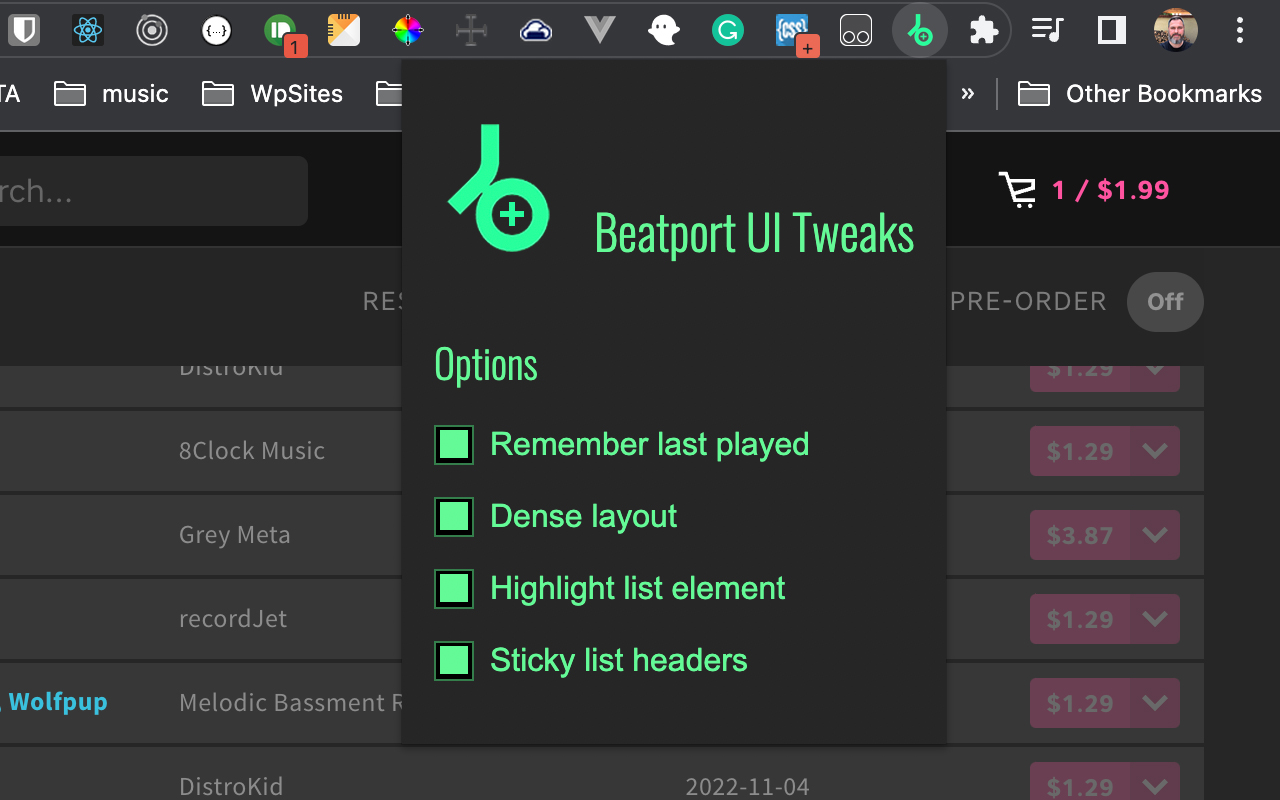 {...}
1
G
{css}
+
TA
music
WpSites
»
Other Bookmarks
rch...
1 / $1.99
Beatport UI Tweaks
RES
PRE-ORDER
Off
Options
DistroKid
$1.29
Remember last played
8Clock Music
$1.29
Dense layout
Grey Meta
$3.87
Highlight list element
recordJet
$1.29
Sticky list headers
, Wolfpup
Melodic Bassment R
$1.29
DistroKid
2022-11-04
$1.29